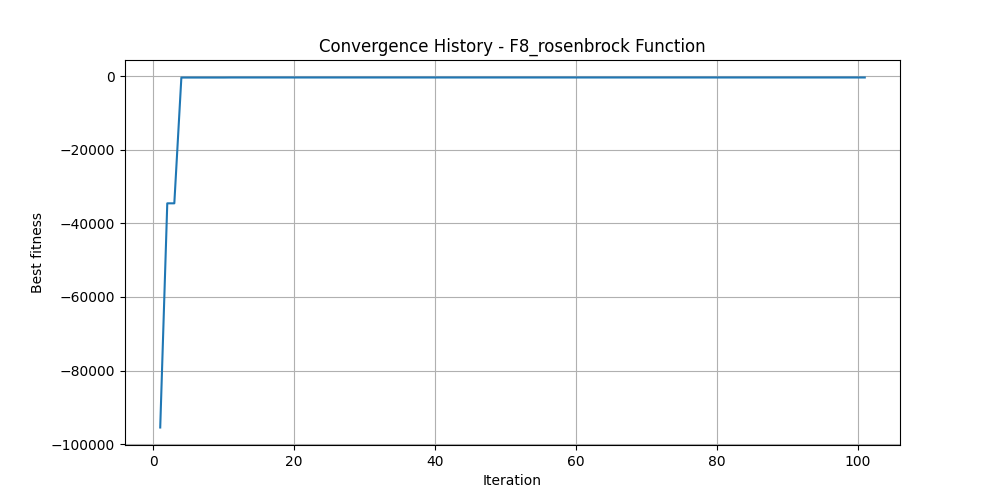 Convergence History - F8_rosenbrock Function
Best fitness
0
−20000
−40000
−60000
−80000
−100000
0 20 40 60 80 100
Iteration